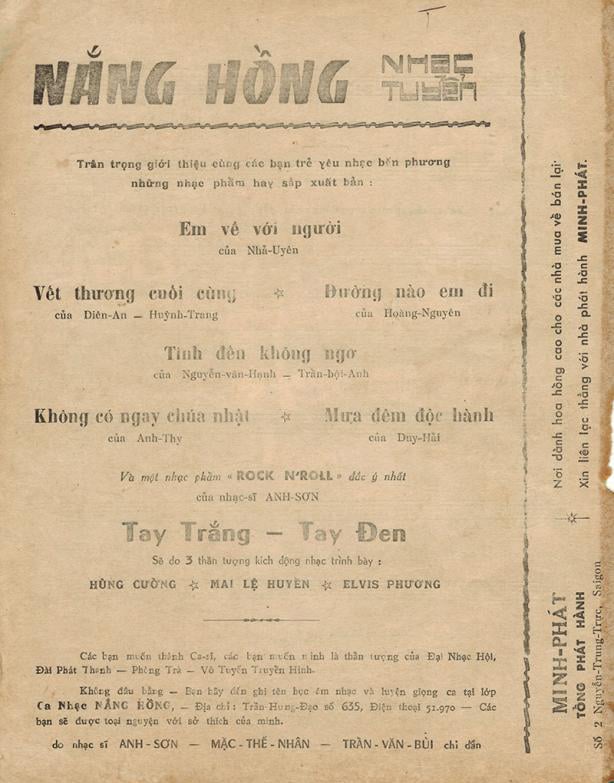 NẮNG HỒNG NHẠC TUYỂN
Trân trọng giới thiệu cùng các bạn trẻ yêu nhạc bốn phương
những nhạc phẩm hay sắp xuất bản :
Em về với người
của Nhã-Uyên
Vết thương cuối cùng ☆ Đường nào em đi
của Diên-An — Huỳnh-Trang của Hoàng-Nguyên
Tình đến không ngờ
của Nguyễn-văn-Hạnh — Trần-bội-Anh
Không có ngày chúa nhật ☆ Mưa đêm độc hành
của Anh-Thy của Duy-Hải
Và một nhạc phẩm « ROCK N'ROLL » đắc ý nhất
của nhạc-sĩ ANH-SƠN
Tay Trắng — Tay Đen
Sẽ do 3 thần tượng kích động nhạc trình bày :
HÙNG CƯỜNG ☆ MAI LỆ HUYỀN ☆ ELVIS PHƯƠNG
Các bạn muốn thành Ca-sĩ, các bạn muốn mình là thần tượng của Đại Nhạc Hội,
Đài Phát Thanh — Phòng Trà — Vô Tuyến Truyền Hình.
Không đâu bằng — Bạn hãy đến ghi tên học âm nhạc và luyện giọng ca tại lớp
Ca Nhạc NẮNG HỒNG, — Địa chỉ : Trần-Hưng-Đạo số 635, Điện thoại 51.970 — Các
bạn sẽ được toại nguyện với sở thích của mình.
do nhạc sĩ ANH-SƠN — MẶC-THẾ-NHÂN — TRẦN-VĂN-BÙI chỉ dẫn
MINH-PHÁT
TỔNG PHÁT HÀNH
Số 2 Nguyễn-Trung-Trực, Saigon
Nơi dành hoa hồng cao cho các nhà mua về bán lại
Xin liên lạc thẳng với nhà phát hành MINH-PHÁT.